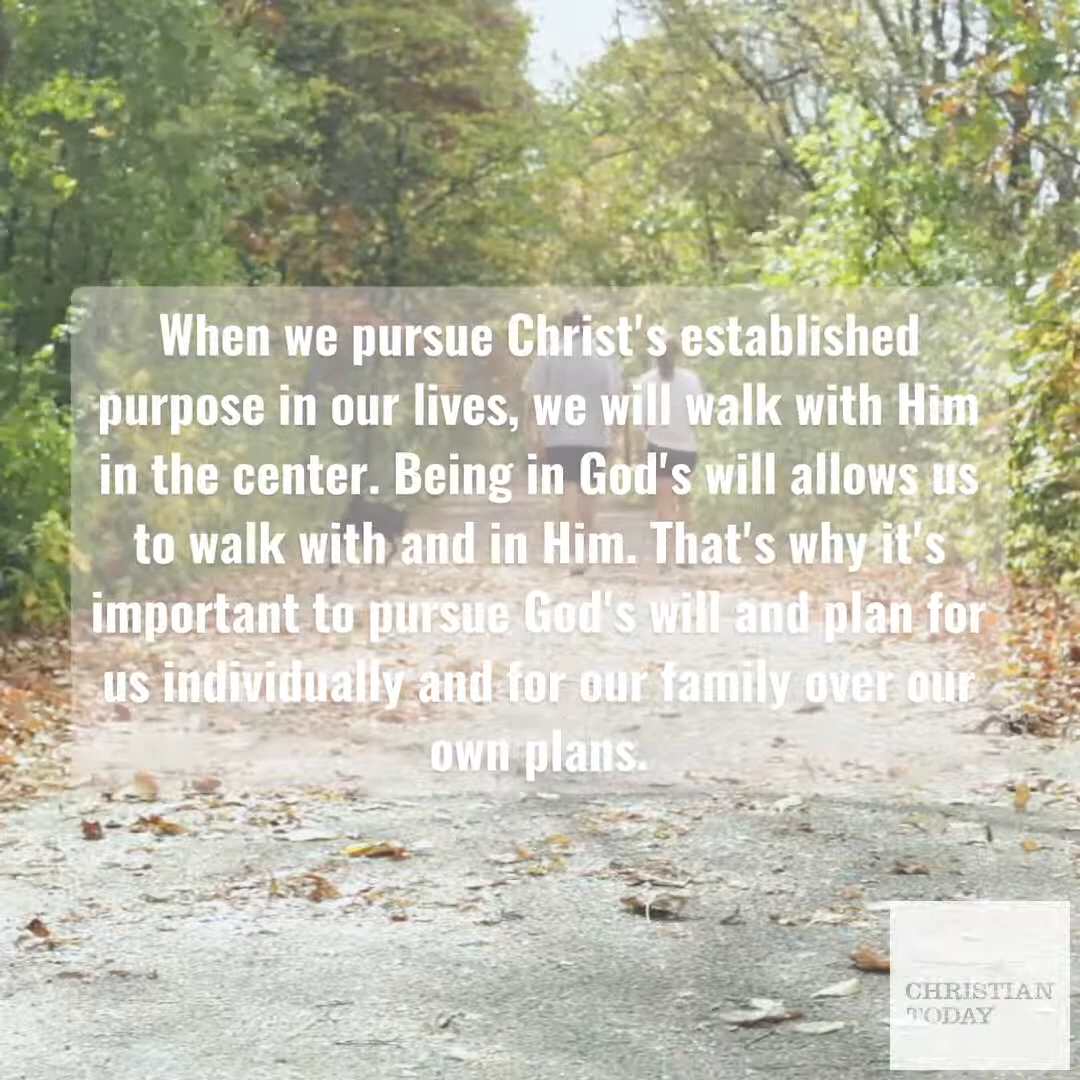 When we pursue Christ's established
purpose in our lives, we will walk with Him
in the center. Being in God's will allows us
to walk with and in Him. That's why it's
important to pursue God's will and plan for
us individually and for our family over our
own plans.
CHRISTIAN
TODAY